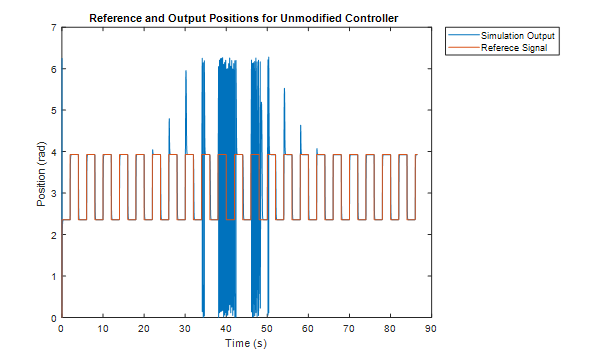 Reference and Output Positions for Unmodified Controller
Simulation Output
Referece Signal
7
6
5
4
3
2
1
0
Position (rad)
0 10 20 30 40 50 60 70 80 90
Time (s)